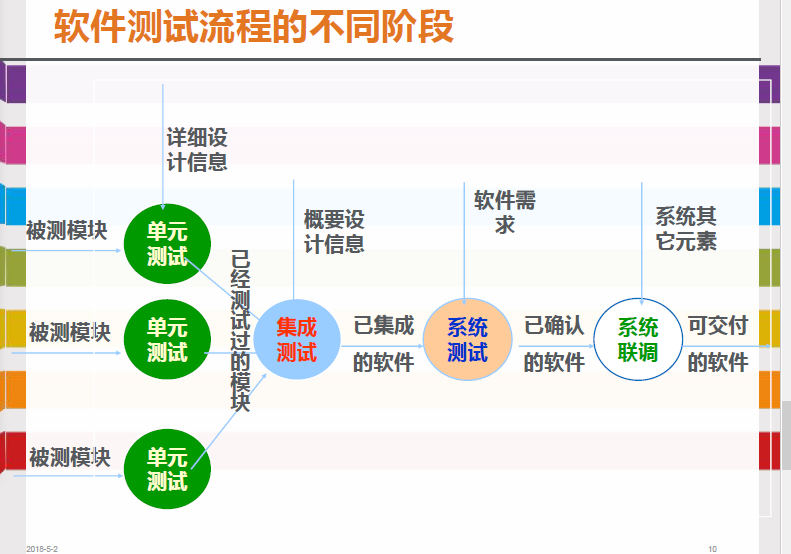 软件测试流程的不同阶段
详细设
计信息
被测模块
单元
测试
概要设
计信息
软件需
求
系统其
它元素
已经测试过的模块
被测模块
单元
测试
集成
测试
已集成
的软件
系统
测试
已确认
的软件
系统
联调
可交付
的软件
被测模块
单元
测试
2018-5-2
10